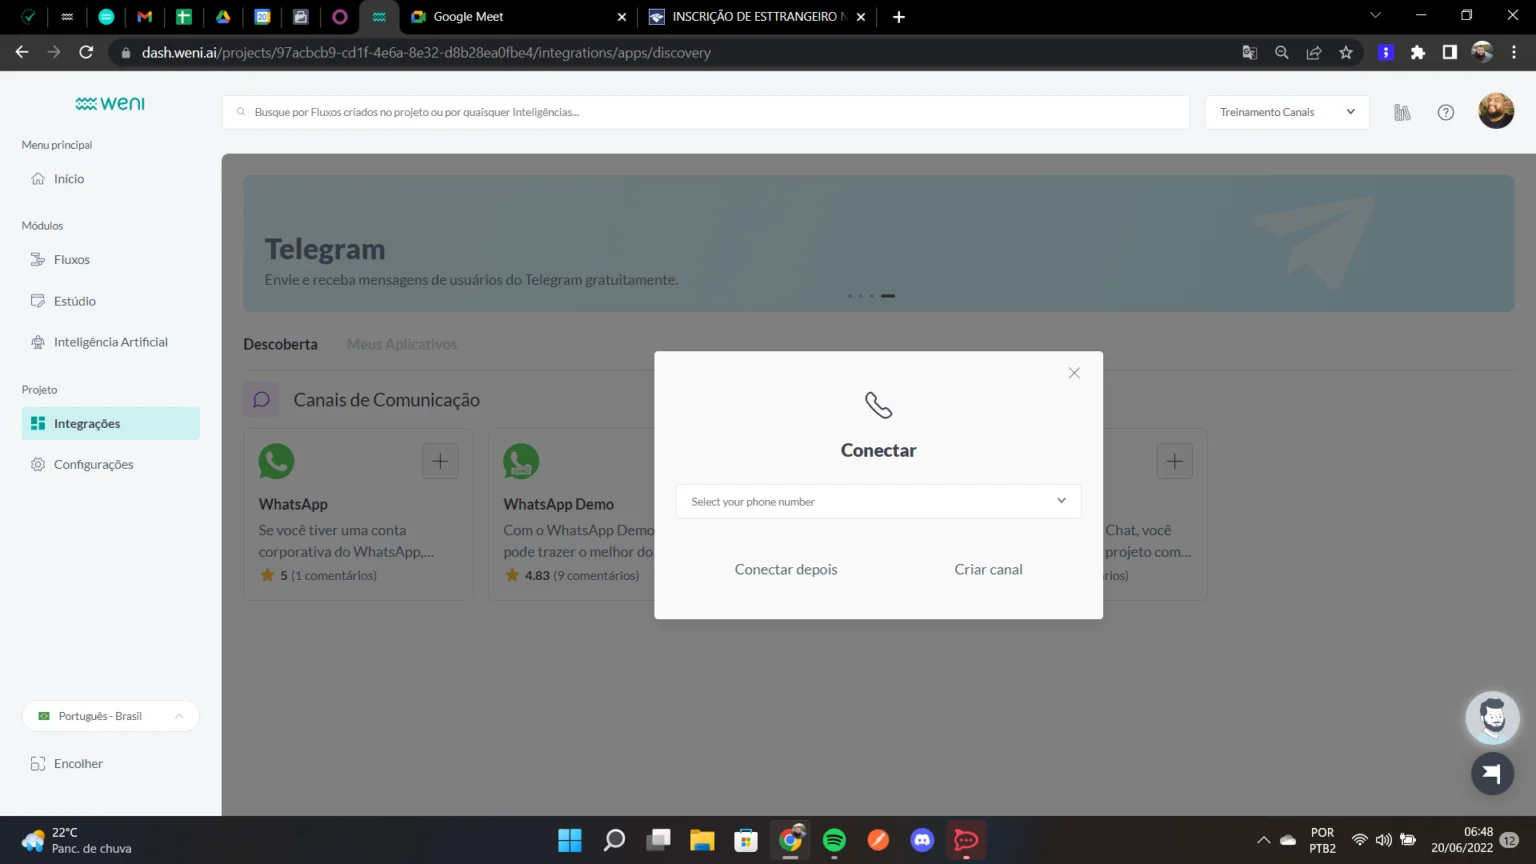 Google Meet
INSCRIÇÃO DE ESTTRANGEIRO N
dash.weni.ai/projects/97acbcb9-cd1f-4e6a-8e32-d8b28ea0fbe4/integrations/apps/discovery
weni
Busque por Fluxos criados no projeto ou por quaisquer Inteligências...
Treinamento Canais
Menu principal
Início
Módulos
Fluxos
Estúdio
Inteligência Artificial
Projeto
Integrações
Configurações
Português - Brasil
Encolher
Telegram
Envie e receba mensagens de usuários do Telegram gratuitamente.
Descoberta
Meus Aplicativos
Canais de Comunicação
WhatsApp
Se você tiver uma conta
corporativa do WhatsApp,...
5 (1 comentários)
WhatsApp Demo
Com o WhatsApp Demo
pode trazer o melhor do
4.83 (9 comentários)
Chat, você
projeto com...
rios)
Conectar
Select your phone number
Conectar depois
Criar canal
22°C
Panc. de chuva
POR
PTB2
06:48
20/06/2022
12